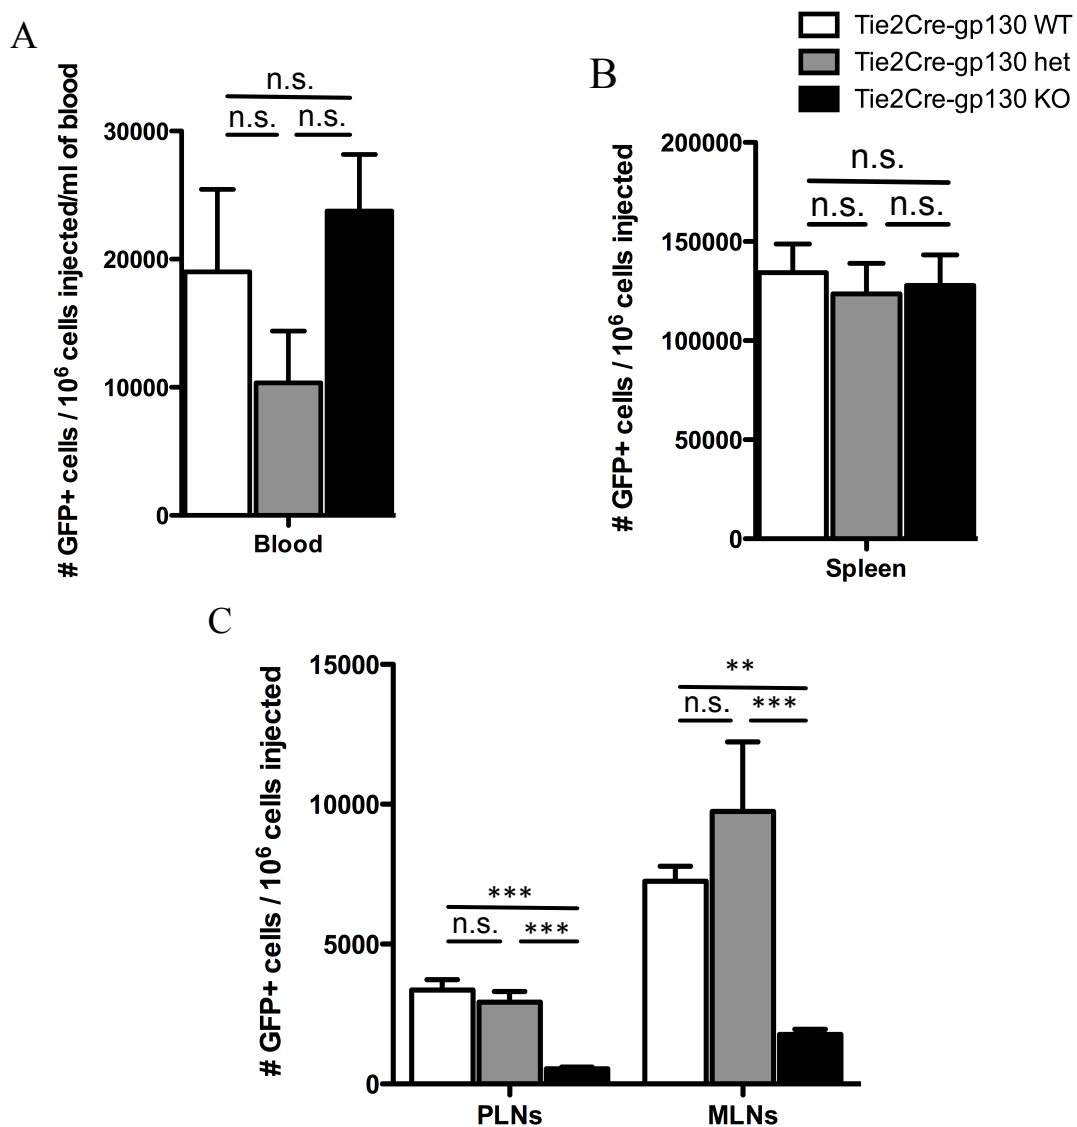 A
# GFP+ cells / 10⁶ cells injected/ml of blood
30000
20000
10000
0
n.s.
n.s. n.s.
Blood
B
Tie2Cre-gp130 WT
Tie2Cre-gp130 het
Tie2Cre-gp130 KO
# GFP+ cells / 10⁶ cells injected
200000
150000
100000
50000
0
n.s.
n.s. n.s.
Spleen
C
# GFP+ cells / 10⁶ cells injected
15000
10000
5000
0
***
n.s. ***
**
n.s. ***
PLNs MLNs